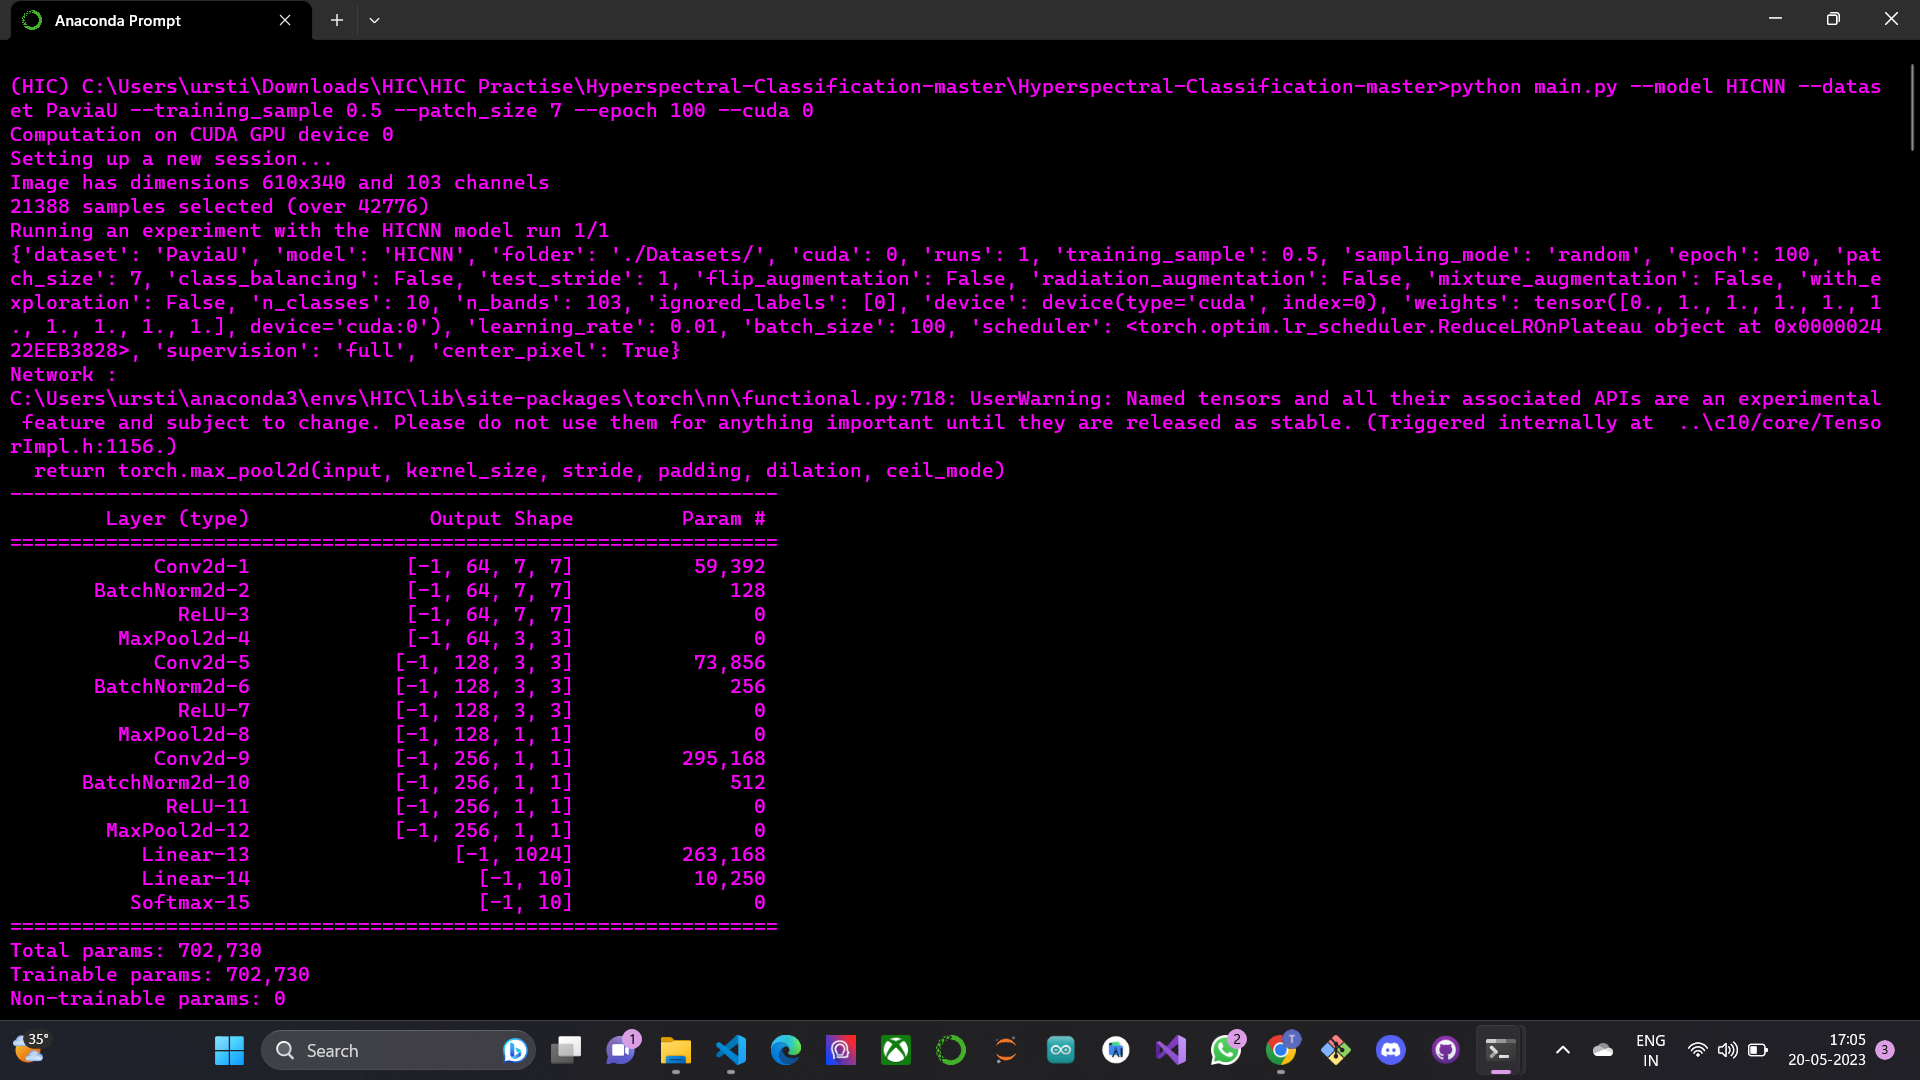 Anaconda Prompt
(HIC) C:\Users\ursti\Downloads\HIC\HIC Practise\Hyperspectral-Classification-master\Hyperspectral-Classification-master>python main.py --model HICNN --datas
et PaviaU --training_sample 0.5 --patch_size 7 --epoch 100 --cuda 0
Computation on CUDA GPU device 0
Setting up a new session...
Image has dimensions 610x340 and 103 channels
21388 samples selected (over 42776)
Running an experiment with the HICNN model run 1/1
{'dataset': 'PaviaU', 'model': 'HICNN', 'folder': './Datasets/', 'cuda': 0, 'runs': 1, 'training_sample': 0.5, 'sampling_mode': 'random', 'epoch': 100, 'pat
ch_size': 7, 'class_balancing': False, 'test_stride': 1, 'flip_augmentation': False, 'radiation_augmentation': False, 'mixture_augmentation': False, 'with_e
xploration': False, 'n_classes': 10, 'n_bands': 103, 'ignored_labels': [0], 'device': device(type='cuda', index=0), 'weights': tensor([0., 1., 1., 1., 1., 1
., 1., 1., 1., 1.], device='cuda:0'), 'learning_rate': 0.01, 'batch_size': 100, 'scheduler': <torch.optim.lr_scheduler.ReduceLROnPlateau object at 0x0000024
22EEB3828>, 'supervision': 'full', 'center_pixel': True}
Network :
C:\Users\ursti\anaconda3\envs\HIC\lib\site-packages\torch\nn\functional.py:718: UserWarning: Named tensors and all their associated APIs are an experimental
 feature and subject to change. Please do not use them for anything important until they are released as stable. (Triggered internally at  ..\c10/core/Tenso
rImpl.h:1156.)
  return torch.max_pool2d(input, kernel_size, stride, padding, dilation, ceil_mode)
----------------------------------------------------------------
Layer (type) Output Shape Param #
================================================================
Conv2d-1 [-1, 64, 7, 7] 59,392
BatchNorm2d-2 [-1, 64, 7, 7] 128
ReLU-3 [-1, 64, 7, 7] 0
MaxPool2d-4 [-1, 64, 3, 3] 0
Conv2d-5 [-1, 128, 3, 3] 73,856
BatchNorm2d-6 [-1, 128, 3, 3] 256
ReLU-7 [-1, 128, 3, 3] 0
MaxPool2d-8 [-1, 128, 1, 1] 0
Conv2d-9 [-1, 256, 1, 1] 295,168
BatchNorm2d-10 [-1, 256, 1, 1] 512
ReLU-11 [-1, 256, 1, 1] 0
MaxPool2d-12 [-1, 256, 1, 1] 0
Linear-13 [-1, 1024] 263,168
Linear-14 [-1, 10] 10,250
Softmax-15 [-1, 10] 0
================================================================
Total params: 702,730
Trainable params: 702,730
Non-trainable params: 0
35°
Search
1
2
T
ENG
IN
17:05
20-05-2023
3